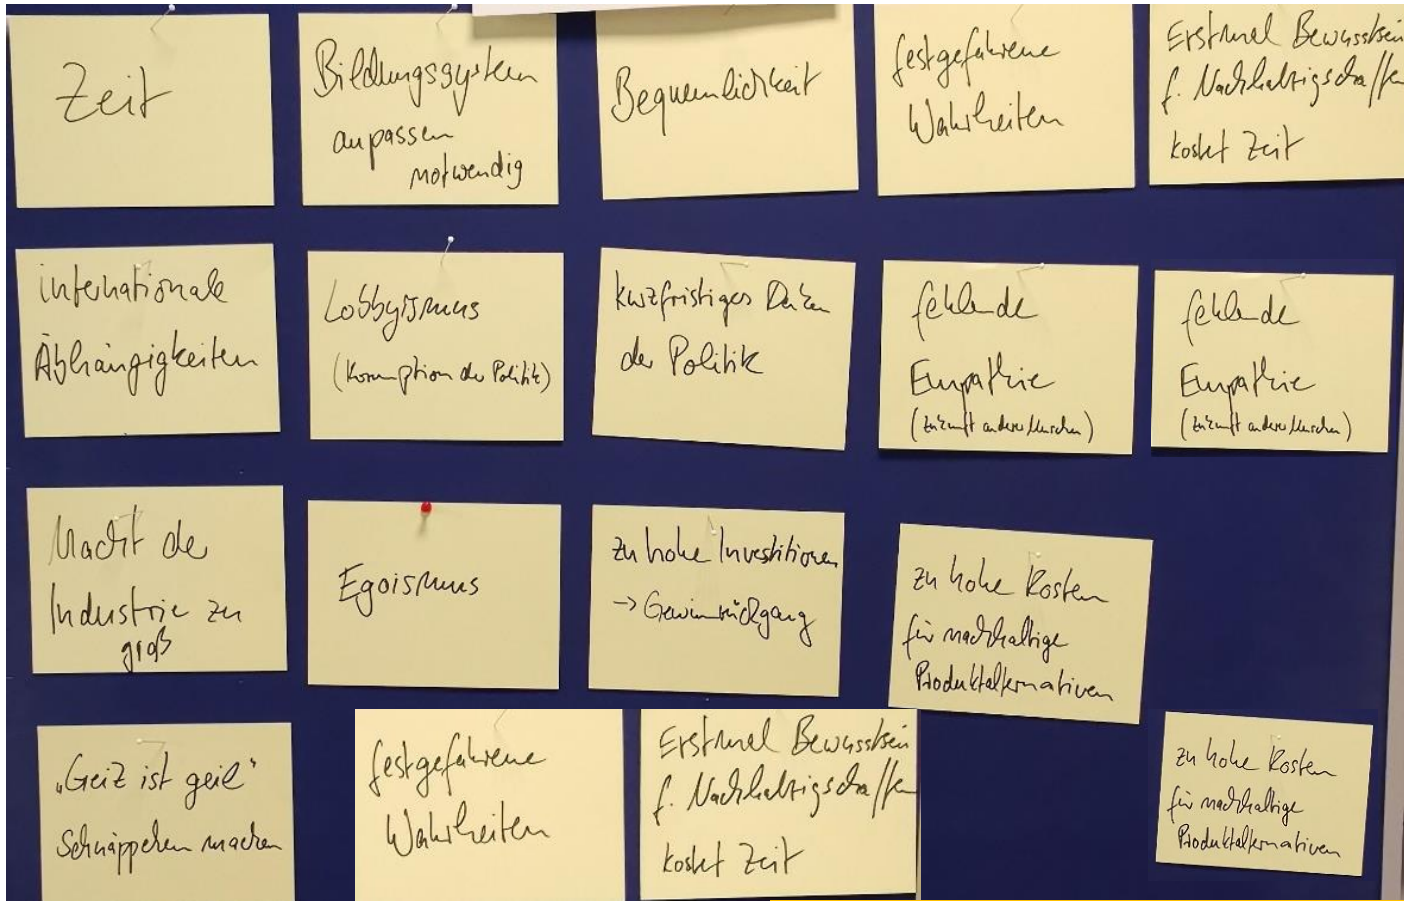 Zeit
Bildungssystem
anpassen
notwendig
Bequemlichkeit
festgefahrene
Wahrheiten
Erstmal Bewusstsein
f. Nachhaltigk schaffen
kostet Zeit
internationale
Abhängigkeiten
Lobbyismus
(Korruption der Politik)
kurzfristiges Denken
der Politik
fehlende
Empathie
(Zukunft anderer Menschen)
fehlende
Empathie
(Zukunft anderer Menschen)
Macht der
Industrie zu
groß
Egoismus
zu hohe Investitionen
→ Gewinnrückgang
zu hohe Kosten
für nachhaltige
Produktalternativen
„Geiz ist geil"
Schnäppchen machen
festgefahrene
Wahrheiten
Erstmal Bewusstsein
f. Nachhaltigk schaffen
kostet Zeit
zu hohe Kosten
für nachhaltige
Produktalternativen